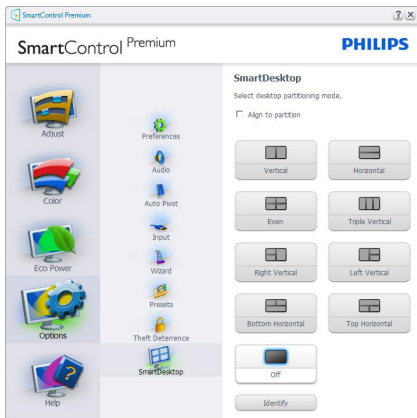 SmartControl Premium
SmartControl Premium
PHILIPS
Adjust
Color
Eco Power
Options
Help
Preferences
Audio
Auto Pivot
Input
Wizard
Presets
Theft Deterrence
SmartDesktop
SmartDesktop
Select desktop partitioning mode.
Align to partition
Vertical
Horizontal
Even
Triple Vertical
Right Vertical
Left Vertical
Bottom Horizontal
Top Horizontal
Off
Identify